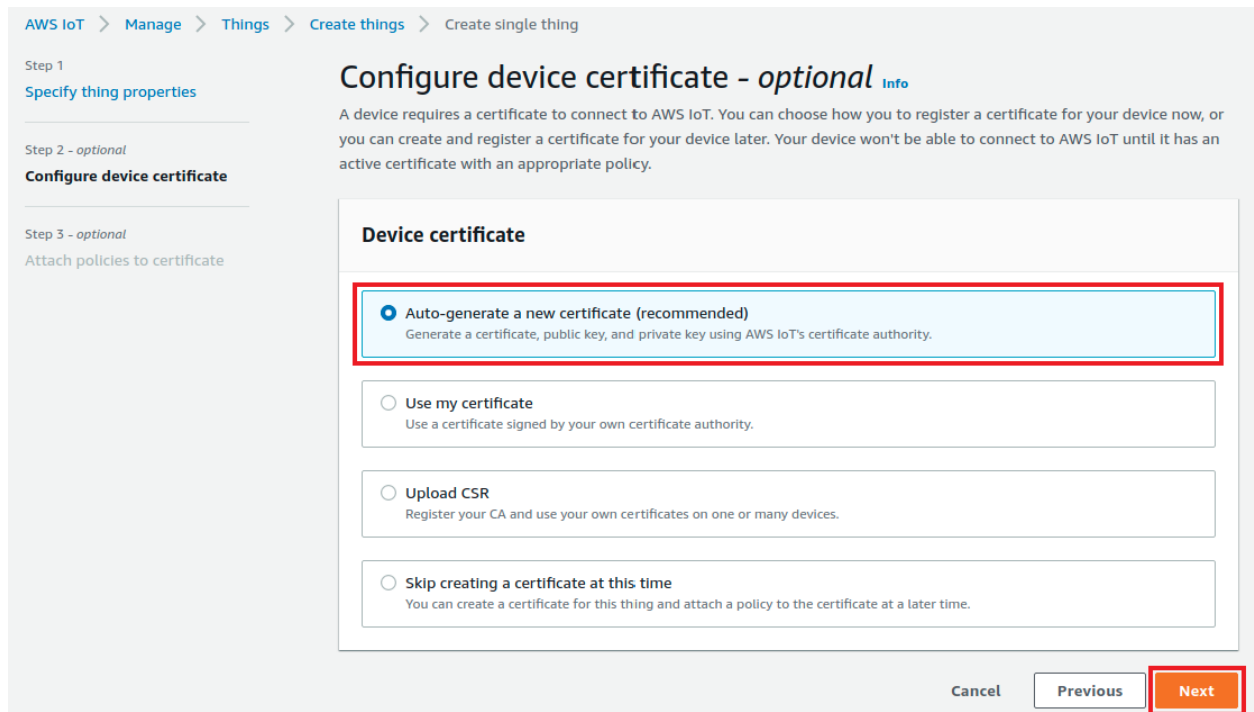 AWS IoT > Manage > Things > Create things > Create single thing
Step 1
Specify thing properties
Step 2 - optional
Configure device certificate
Step 3 - optional
Attach policies to certificate
Configure device certificate - optional Info
A device requires a certificate to connect to AWS IoT. You can choose how you to register a certificate for your device now, or
you can create and register a certificate for your device later. Your device won't be able to connect to AWS IoT until it has an
active certificate with an appropriate policy.
Device certificate
Auto-generate a new certificate (recommended)
Generate a certificate, public key, and private key using AWS IoT's certificate authority.
Use my certificate
Use a certificate signed by your own certificate authority.
Upload CSR
Register your CA and use your own certificates on one or many devices.
Skip creating a certificate at this time
You can create a certificate for this thing and attach a policy to the certificate at a later time.
Cancel Previous Next